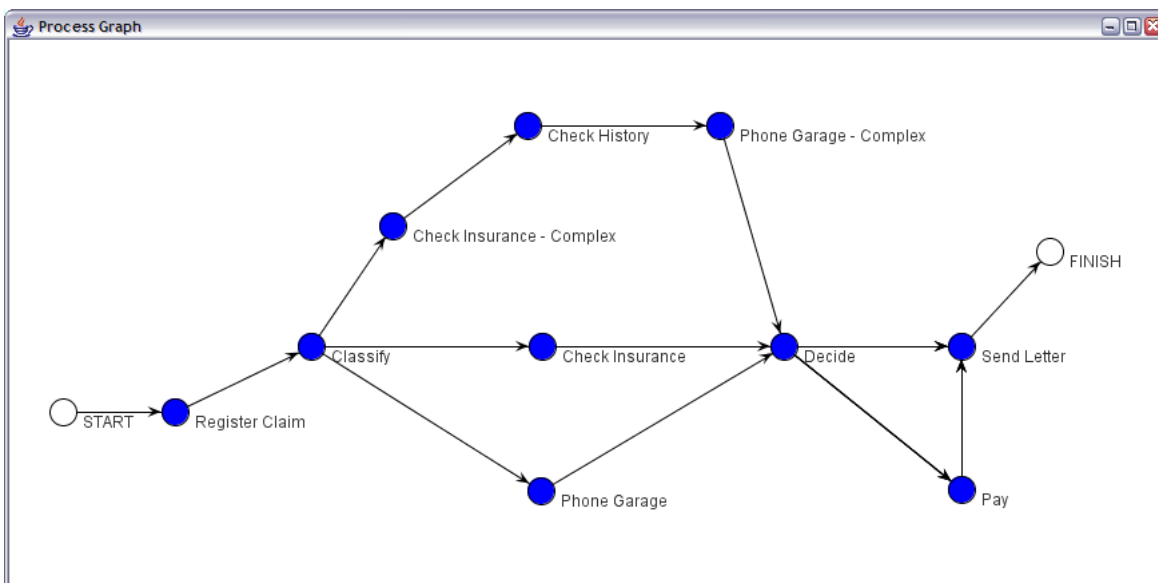 Process Graph
Check History
Phone Garage - Complex
Check Insurance - Complex
FINISH
Classify
Check Insurance
Decide
Send Letter
START
Register Claim
Phone Garage
Pay